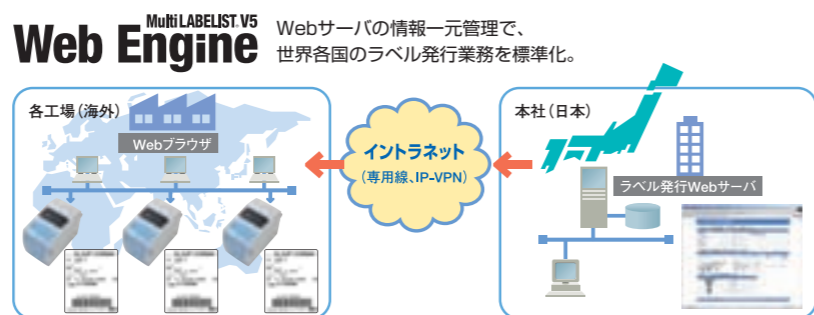 MultiLABELIST V5
Web Engine
Webサーバの情報一元管理で、
世界各国のラベル発行業務を標準化。
各工場（海外）
Webブラウザ
イントラネット
（専用線、IP-VPN）
本社（日本）
ラベル発行Webサーバ